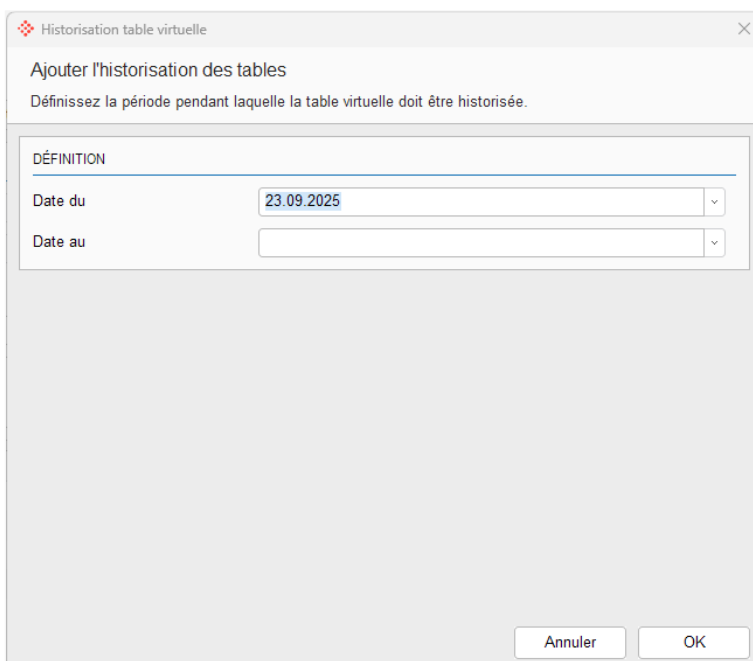 Historisation table virtuelle
Ajouter l'historisation des tables
Définissez la période pendant laquelle la table virtuelle doit être historisée.
DÉFINITION
Date du 23.09.2025
Date au
Annuler OK